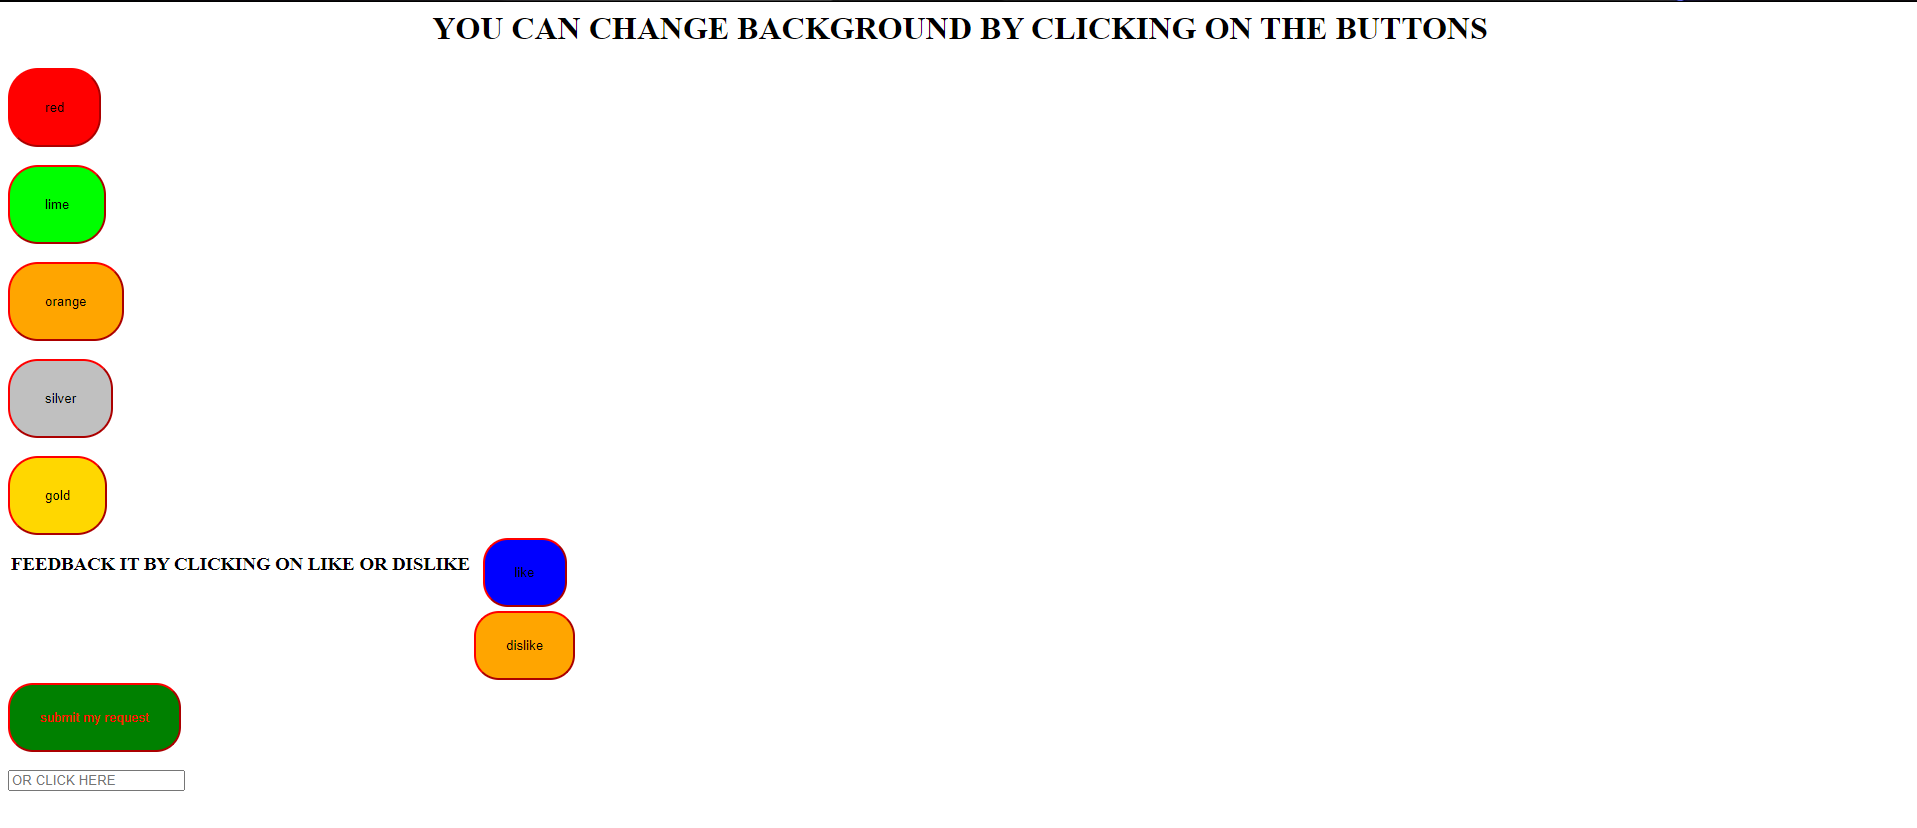 YOU CAN CHANGE BACKGROUND BY CLICKING ON THE BUTTONS
red
lime
orange
silver
gold
FEEDBACK IT BY CLICKING ON LIKE OR DISLIKE
like
dislike
submit my request
OR CLICK HERE